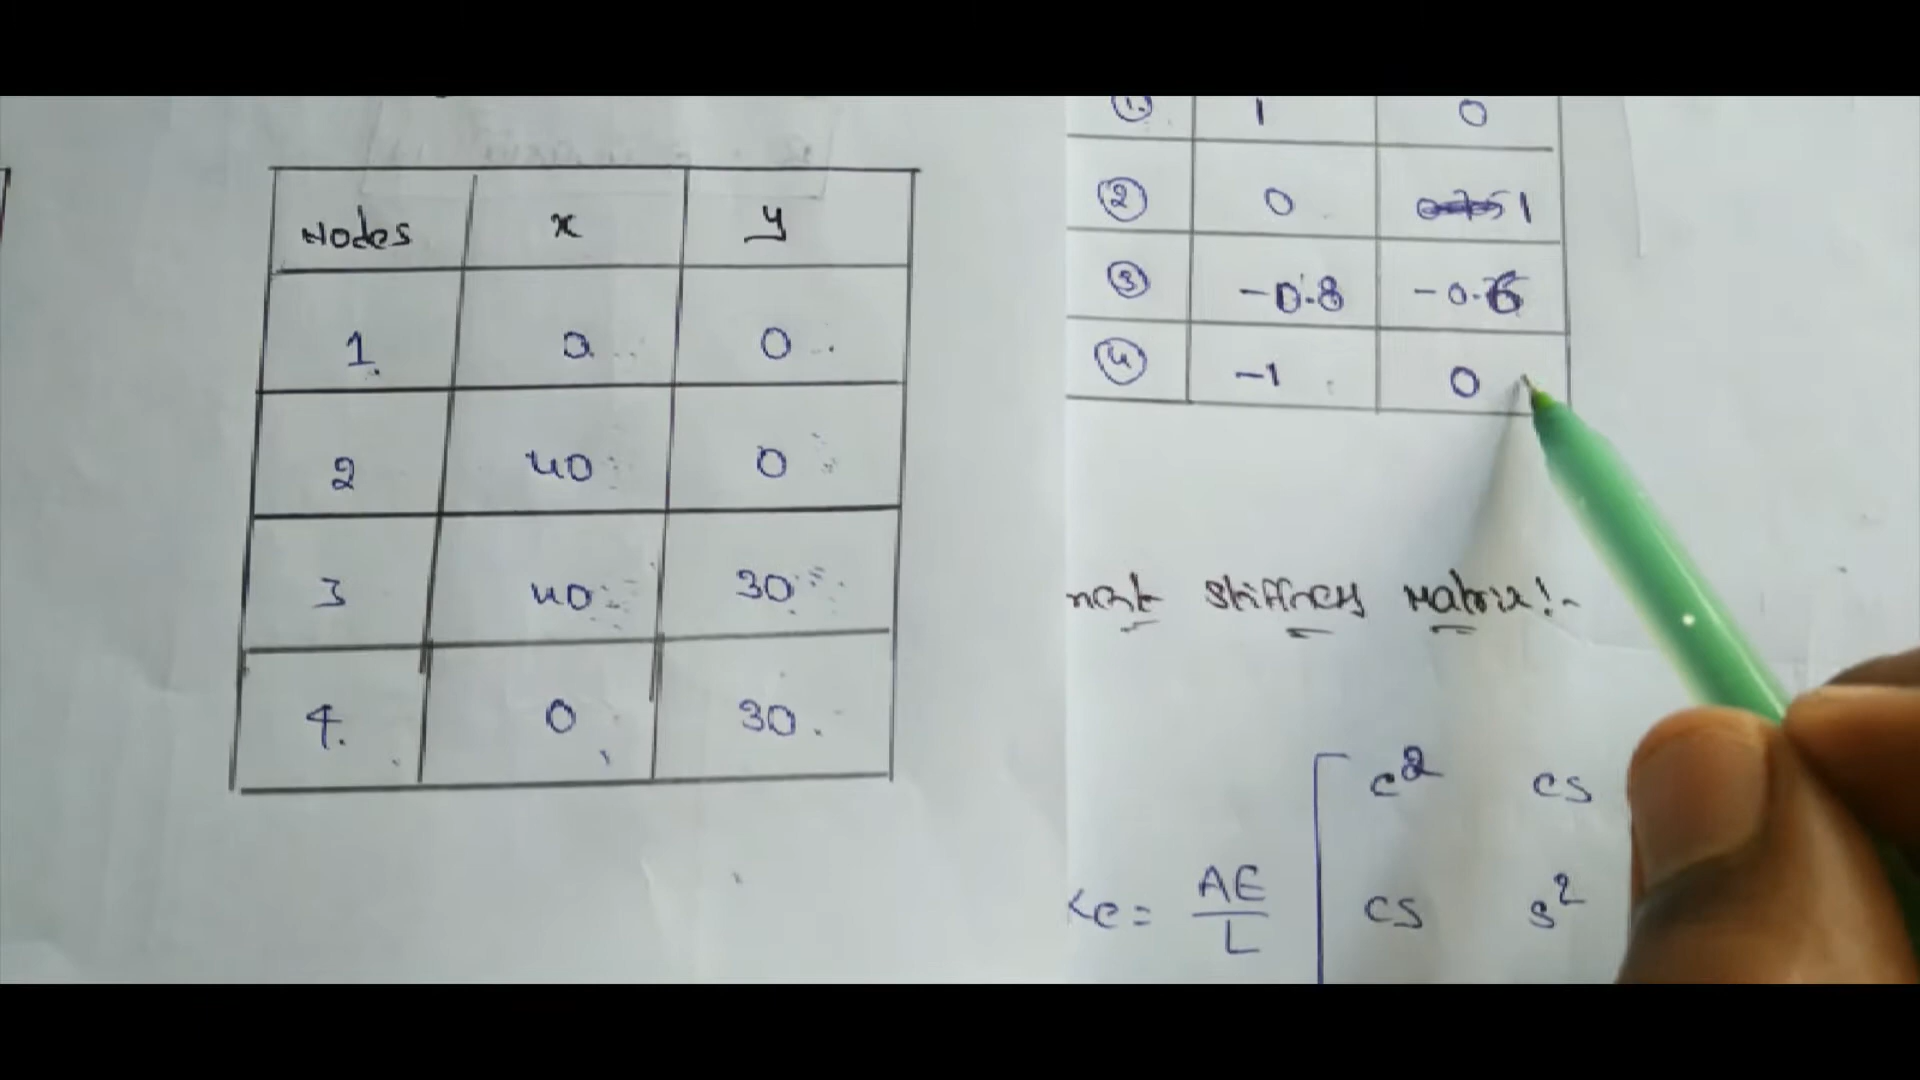 Nodes x y
1. 0 0
2 40 0
3 40 30
4. 0 30
① 1 0
② 0 1
③ -0.8 -0.6
④ -1 0
stiffness Matrix:-
c² cs
AE
L
cs s²